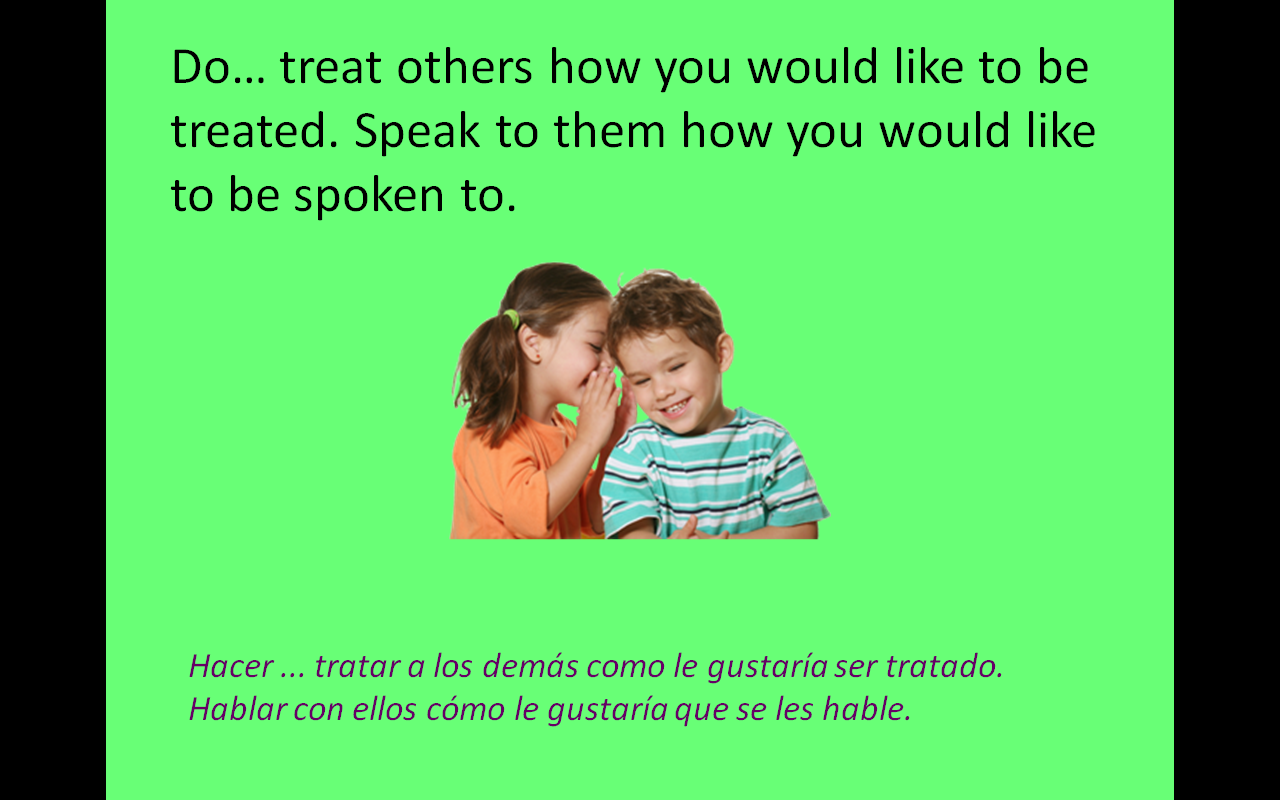 Do... treat others how you would like to be
treated. Speak to them how you would like
to be spoken to.
Hacer ... tratar a los demás como le gustaría ser tratado.
Hablar con ellos cómo le gustaría que se les hable.